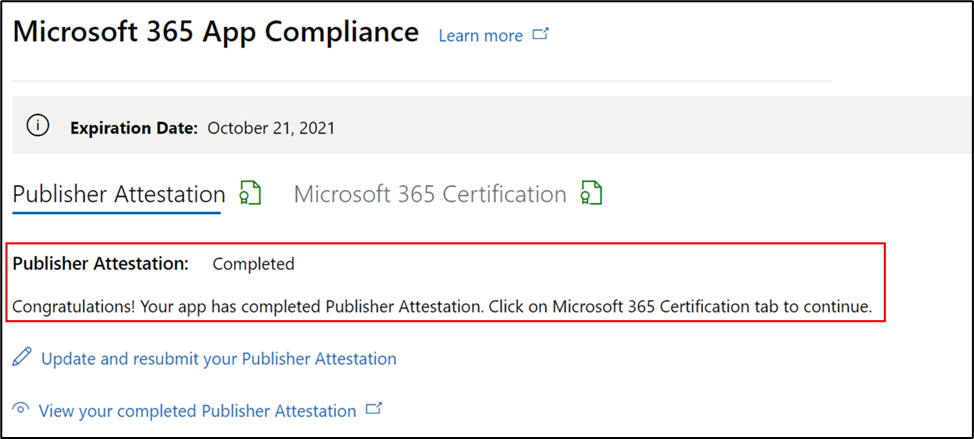 Microsoft 365 App Compliance Learn more
Expiration Date: October 21, 2021
Publisher Attestation Microsoft 365 Certification
Publisher Attestation: Completed
Congratulations! Your app has completed Publisher Attestation. Click on Microsoft 365 Certification tab to continue.
Update and resubmit your Publisher Attestation
View your completed Publisher Attestation